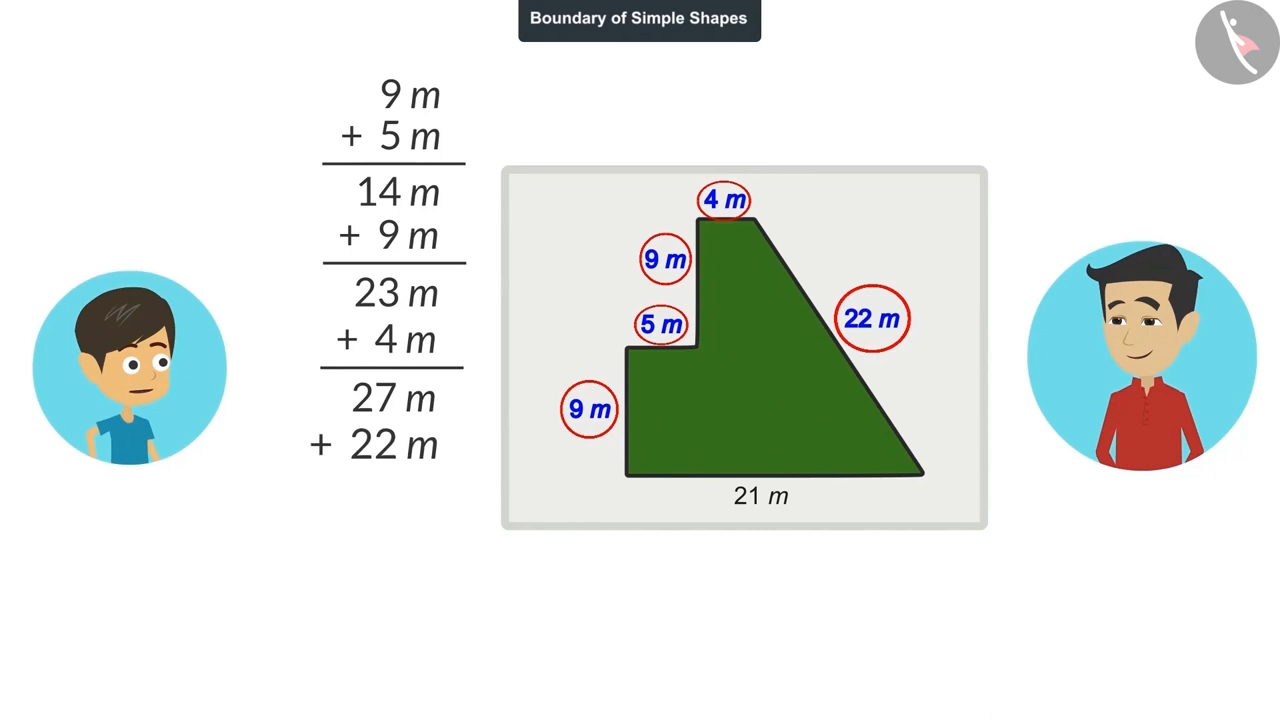 Boundary of Simple Shapes
9 m
+ 5 m
14 m
+ 9 m
23 m
+ 4 m
27 m
+ 22 m
4 m
9 m
5 m
22 m
9 m
21 m